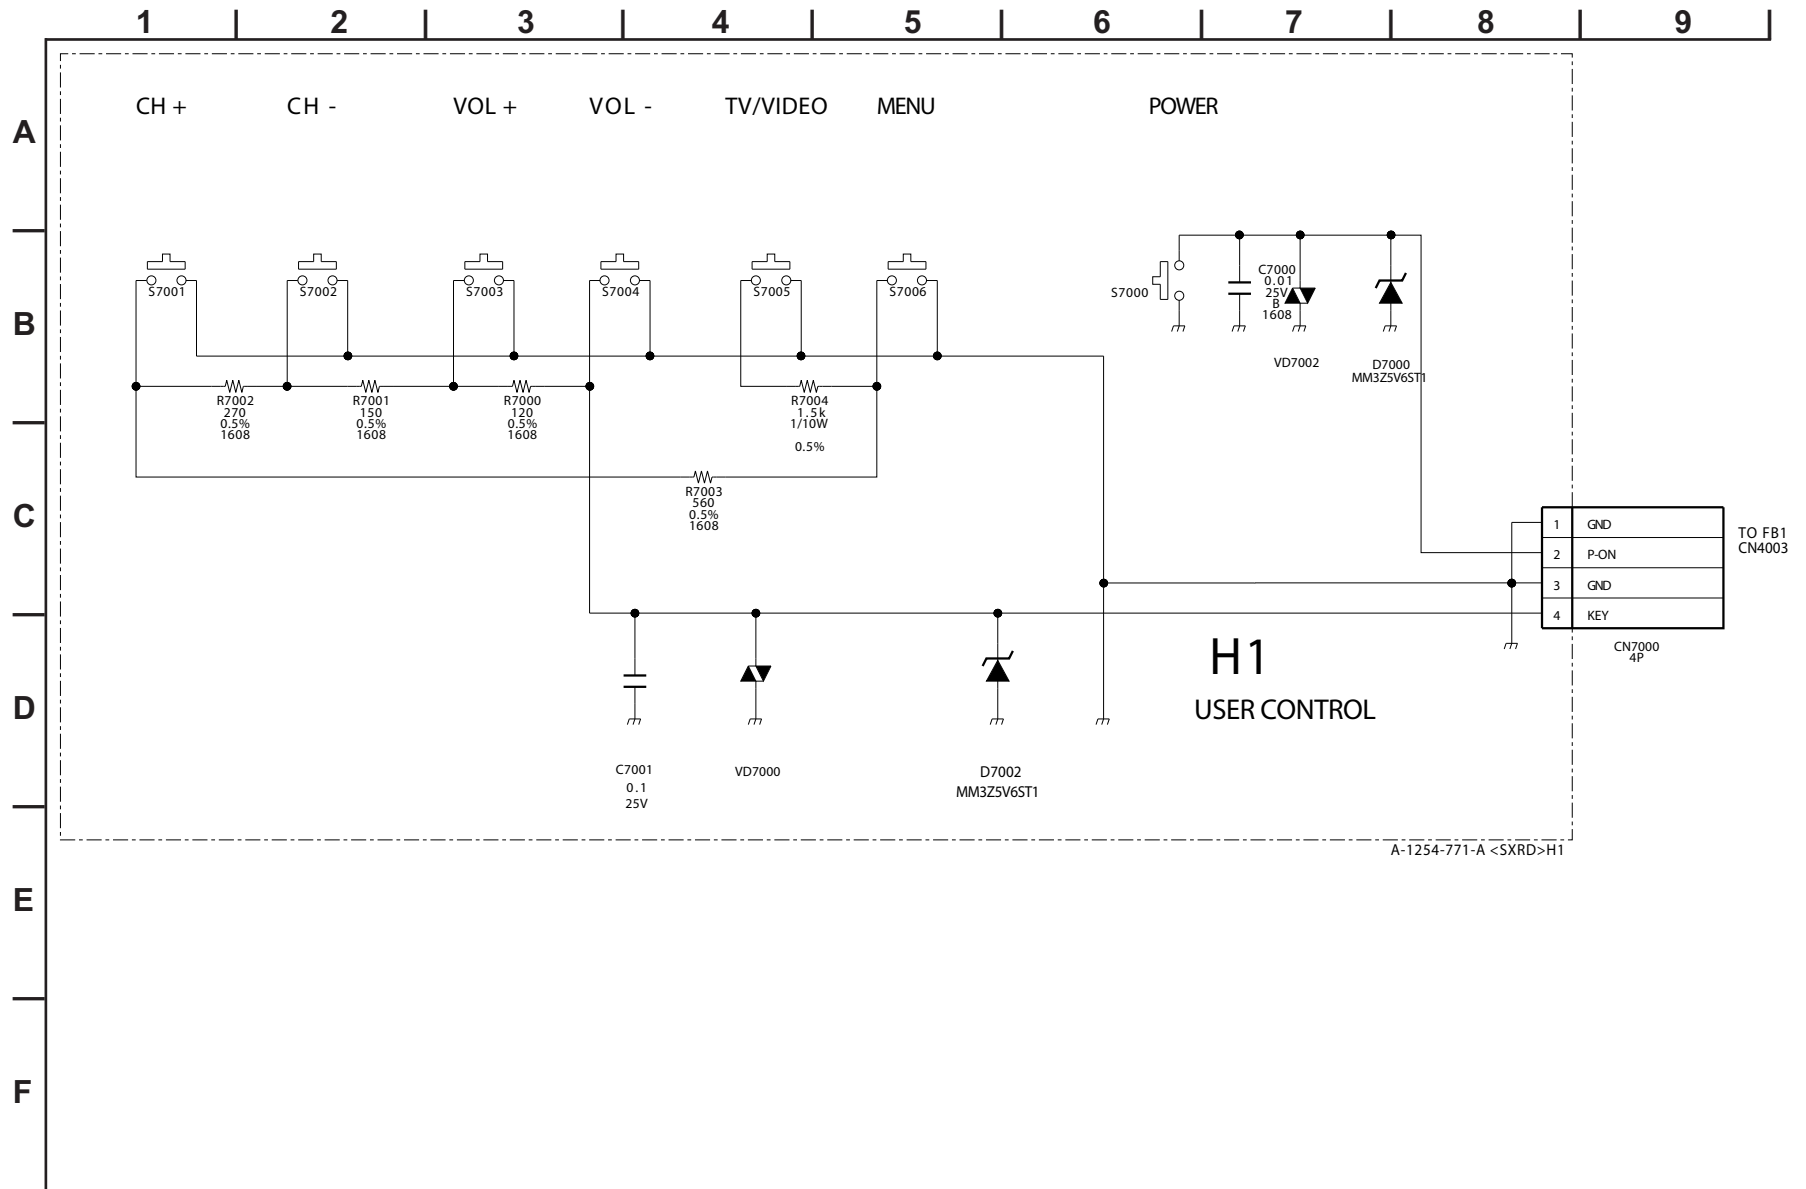 1 2 3 4 5 6 7 8 9
A
B
C
D
E
F
CH + CH - VOL + VOL - TV/VIDEO MENU POWER
S7001 S7002 S7003 S7004 S7005 S7006 S7000
C7000
0.01
25V
B
1608
VD7002
D7000
MM3Z5V6ST1
R7002
270
0.5%
1608
R7001
150
0.5%
1608
R7000
120
0.5%
1608
R7004
1.5k
1/10W
0.5%
R7003
560
0.5%
1608
1 GND
2 P-ON
3 GND
4 KEY
TO FB1
CN4003
CN7000
4P
H1
USER CONTROL
C7001
0.1
25V
VD7000
D7002
MM3Z5V6ST1
A-1254-771-A <SXRD>H1